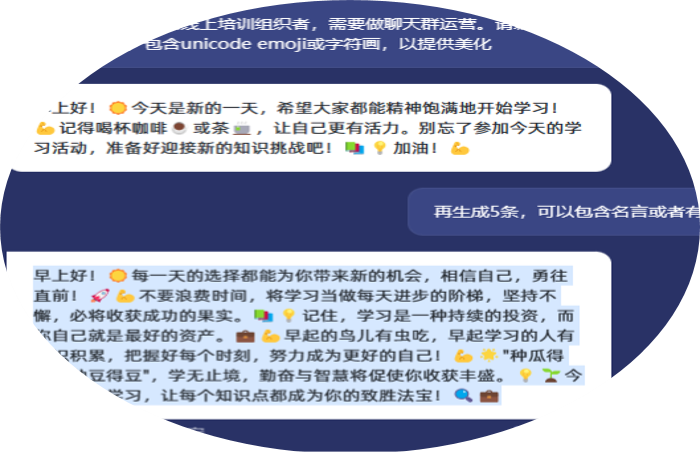 线上培训组织者，需要做聊天群运营。请
包含unicode emoji或字符画，以提供美化
上好！🌞今天是新的一天，希望大家都能精神饱满地开始学习！
💪记得喝杯咖啡☕或茶🍵，让自己更有活力。别忘了参加今天的学
习活动，准备好迎接新的知识挑战吧！📚💡加油！💪
再生成5条，可以包含名言或者有
早上好！🌞每一天的选择都能为你带来新的机会，相信自己，勇往
直前！🚀💪不要浪费时间，将学习当做每天进步的阶梯，坚持不
懈，必将收获成功的果实。📚💡记住，学习是一种持续的投资，而
你自己就是最好的资产。💼💪早起的鸟儿有虫吃，早起学习的人有
识积累，把握好每个时刻，努力成为更好的自己！💪🌟"种瓜得
豆得豆"，学无止境，勤奋与智慧将促使你收获丰盛。💡🌱今
学习，让每个知识点都成为你的致胜法宝！🔍💼